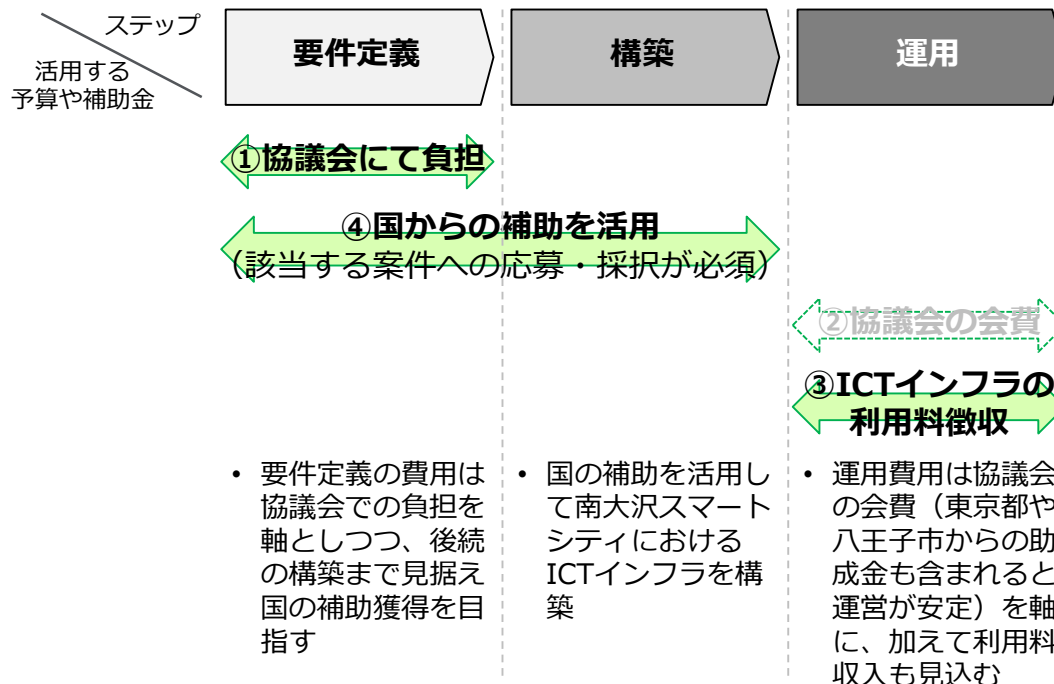 ステップ
活用する
予算や補助金
要件定義
構築
運用
①協議会にて負担
④国からの補助を活用
（該当する案件への応募・採択が必須）
②協議会の会費
③ICTインフラの
利用料徴収
• 要件定義の費用は
協議会での負担を
軸としつつ、後続
の構築まで見据え
国の補助獲得を目
指す
• 国の補助を活用し
て南大沢スマート
シティにおける
ICTインフラを構
築
• 運用費用は協議会
の会費（東京都や
八王子市からの助
成金も含まれると
運営が安定）を軸
に、加えて利用料
収入も見込む